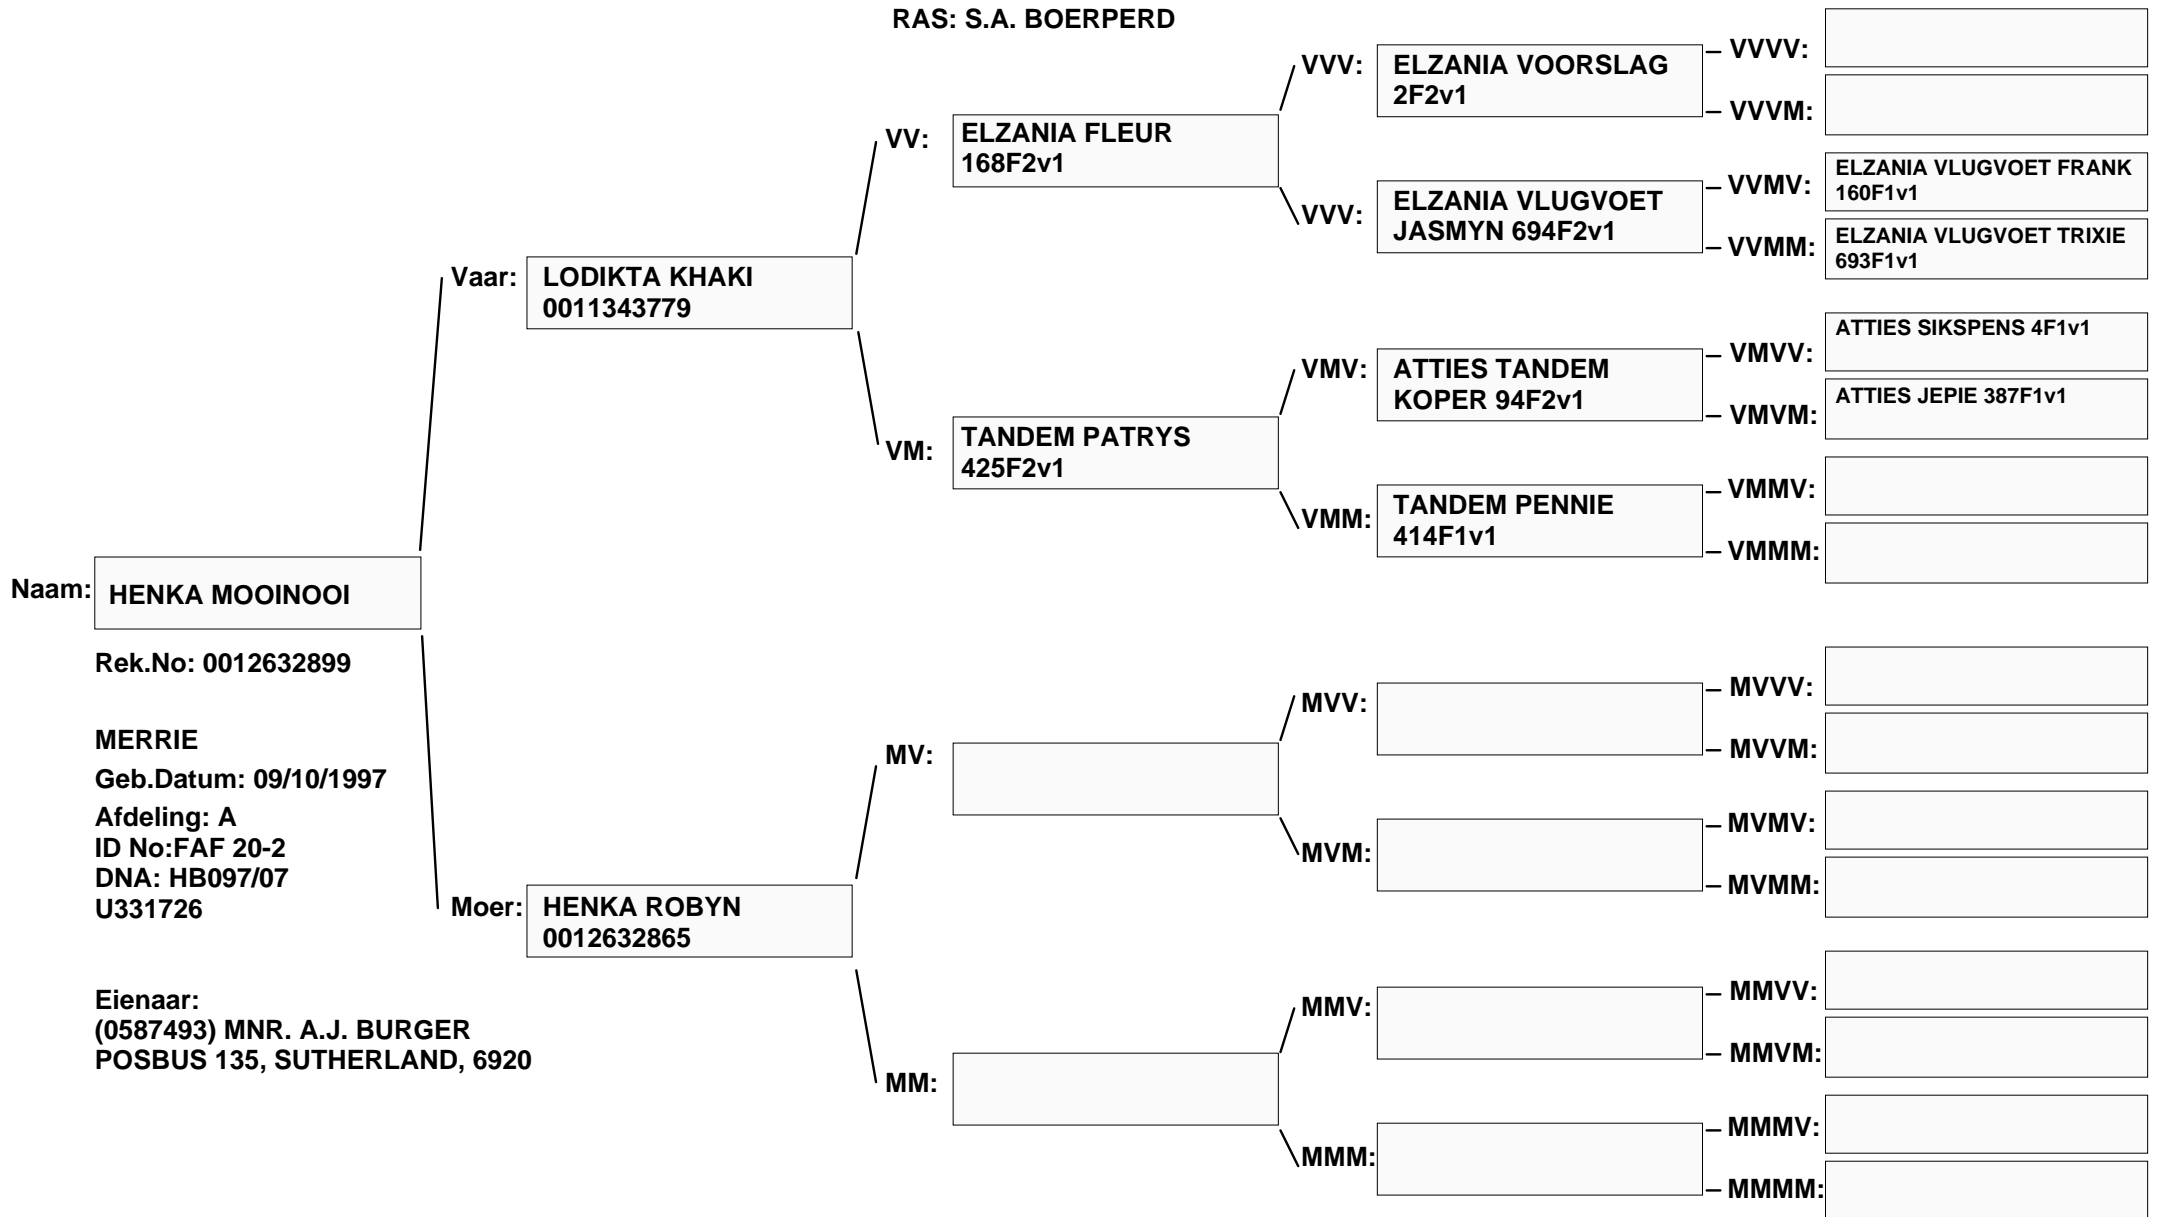 RAS: S.A. BOERPERD
Naam: HENKA MOOINOOI
Rek.No: 0012632899
MERRIE
Geb.Datum: 09/10/1997
Afdeling: A
ID No:FAF 20-2
DNA: HB097/07
U331726
Eienaar:
(0587493) MNR. A.J. BURGER
POSBUS 135, SUTHERLAND, 6920
Vaar: LODIKTA KHAKI
0011343779
Moer: HENKA ROBYN
0012632865
VV: ELZANIA FLEUR
168F2v1
VM: TANDEM PATRYS
425F2v1
MV:
MM:
VVV: ELZANIA VOORSLAG
2F2v1
VVV: ELZANIA VLUGVOET
JASMYN 694F2v1
VMV: ATTIES TANDEM
KOPER 94F2v1
VMM: TANDEM PENNIE
414F1v1
MVV:
MVM:
MMV:
MMM:
VVVV:
VVVM:
VVMV: ELZANIA VLUGVOET FRANK
160F1v1
VVMM: ELZANIA VLUGVOET TRIXIE
693F1v1
VMVV: ATTIES SIKSPENS 4F1v1
VMVM: ATTIES JEPIE 387F1v1
VMMV:
VMMM:
MVVV:
MVVM:
MVMV:
MVMM:
MMVV:
MMVM:
MMMV:
MMMM: